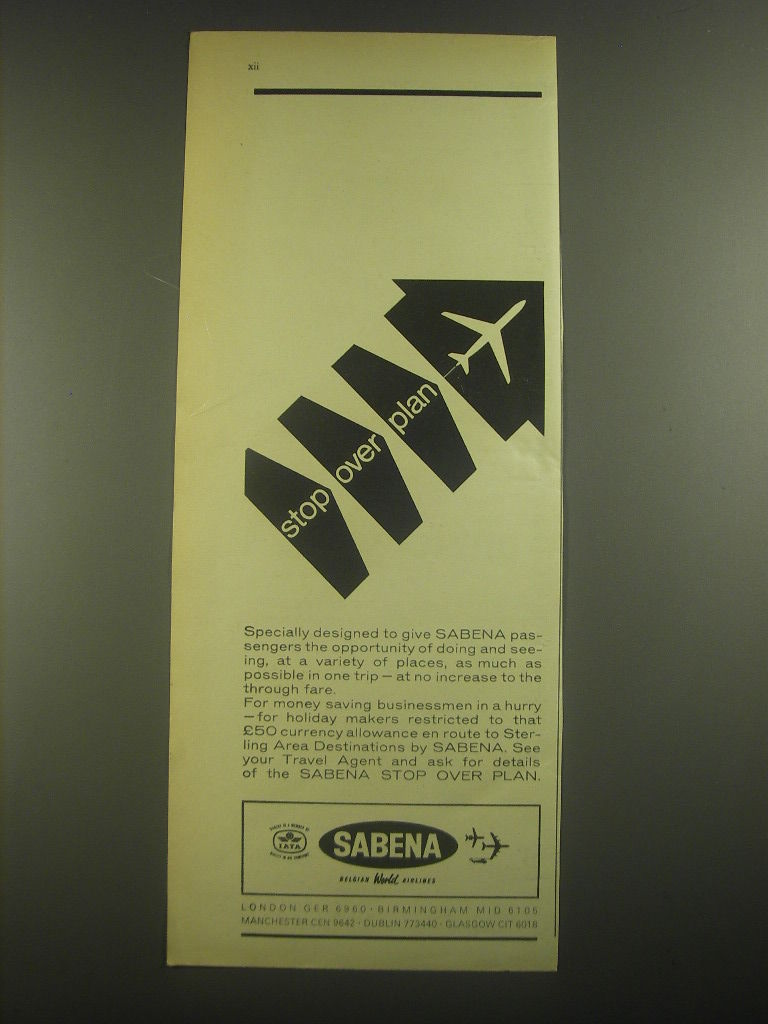 xii
stop over plan
Specially designed to give SABENA pas-
sengers the opportunity of doing and see-
ing, at a variety of places, as much as
possible in one trip — at no increase to the
through fare.
For money saving businessmen in a hurry
— for holiday makers restricted to that
£50 currency allowance en route to Ster-
ling Area Destinations by SABENA. See
your Travel Agent and ask for details
of the SABENA STOP OVER PLAN.
IATA
SABENA
BELGIAN World AIRLINES
LONDON GER 6960 · BIRMINGHAM MID 6105
MANCHESTER CEN 9642 · DUBLIN 773440 · GLASGOW CIT 6018